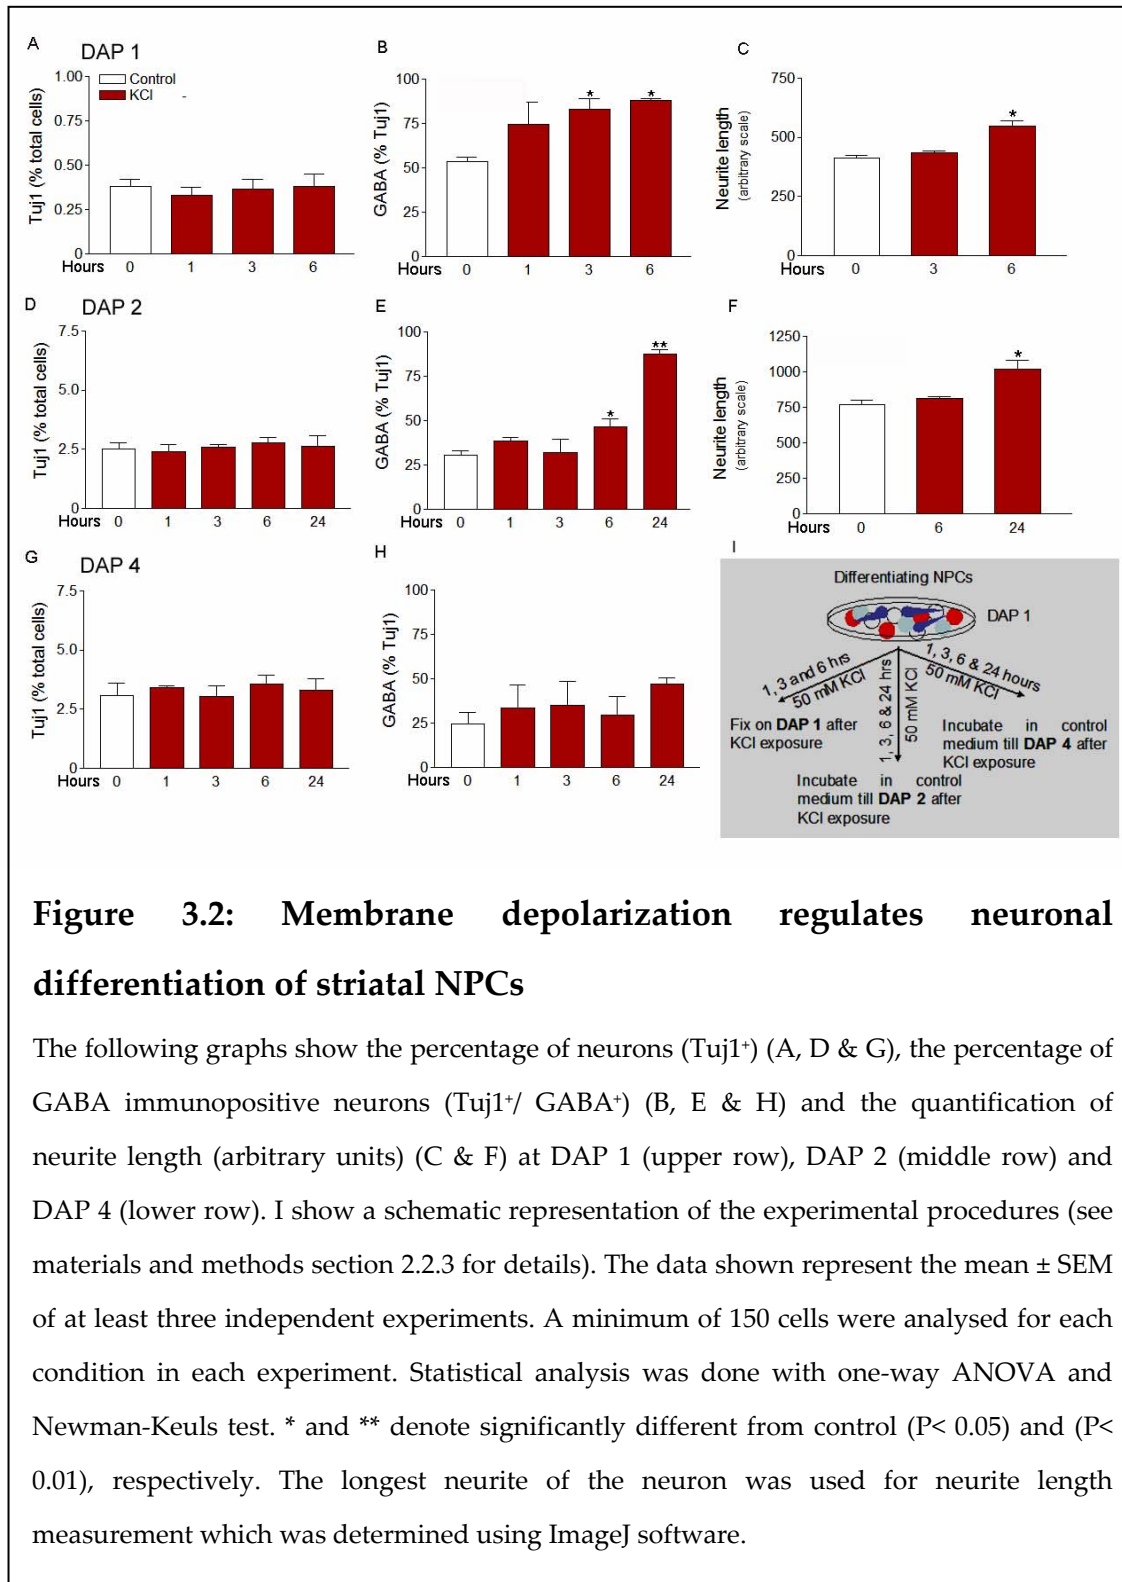 A
DAP 1
1.00
0.75
0.50
0.25
0
Tuj1 (% total cells)
Control
KCl
-
Hours 0 1 3 6
B
100
75
50
25
0
GABA (% Tuj1)
* *
0 1 3 6
C
750
500
250
0
Neurite length
(arbitrary scale)
*
Hours 0 3 6
D
DAP 2
7.5
5.0
2.5
0
Tuj1 (% total cells)
Hours 0 1 3 6 24
E
100
75
50
25
0
GABA (% Tuj1)
* **
0 1 3 6 24
F
1250
1000
750
500
250
0
Neurite length
(arbitrary scale)
*
Hours 0 6 24
G
DAP 4
7.5
5.0
2.5
0
Tuj1 (% total cells)
Hours 0 1 3 6 24
H
100
75
50
25
0
GABA (% Tuj1)
0 1 3 6 24
I
Differentiating NPCs
DAP 1
1, 3 and 6 hrs
50 mM KCl
1, 3, 6 & 24 hrs
50 mM KCl
1, 3, 6 & 24 hours
50 mM KCl
Fix on DAP 1 after
KCl exposure
Incubate in control
medium till DAP 2 after
KCl exposure
Incubate in control
medium till DAP 4 after
KCl exposure
Figure 3.2: Membrane depolarization regulates neuronal
differentiation of striatal NPCs
The following graphs show the percentage of neurons (Tuj1⁺) (A, D & G), the percentage of
GABA immunopositive neurons (Tuj1⁺/ GABA⁺) (B, E & H) and the quantification of
neurite length (arbitrary units) (C & F) at DAP 1 (upper row), DAP 2 (middle row) and
DAP 4 (lower row). I show a schematic representation of the experimental procedures (see
materials and methods section 2.2.3 for details). The data shown represent the mean ± SEM
of at least three independent experiments. A minimum of 150 cells were analysed for each
condition in each experiment. Statistical analysis was done with one-way ANOVA and
Newman-Keuls test. * and ** denote significantly different from control (P< 0.05) and (P<
0.01), respectively. The longest neurite of the neuron was used for neurite length
measurement which was determined using ImageJ software.